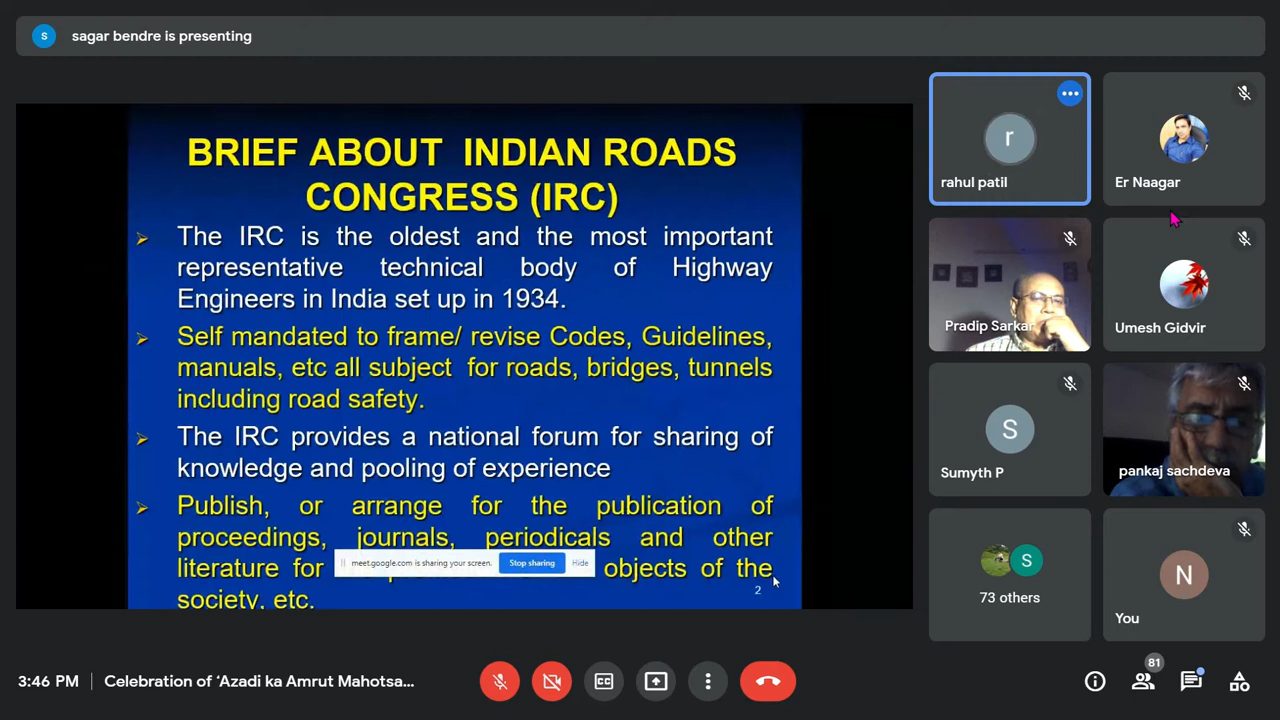 S
sagar bendre is presenting
BRIEF ABOUT INDIAN ROADS
CONGRESS (IRC)
The IRC is the oldest and the most important
representative technical body of Highway
Engineers in India set up in 1934.
Self mandated to frame/ revise Codes, Guidelines,
manuals, etc all subject for roads, bridges, tunnels
including road safety.
The IRC provides a national forum for sharing of
knowledge and pooling of experience
Publish, or arrange for the publication of
proceedings, journals, periodicals and other
literature for objects of the
society, etc.
meet.google.com is sharing your screen.
Stop sharing
Hide
2
r
rahul patil
Er Naagar
Pradip Sarkar
Umesh Gidvir
S
Sumyth P
pankaj sachdeva
S
73 others
N
You
3:46 PM
Celebration of ‘Azadi ka Amrut Mahotsa...
81